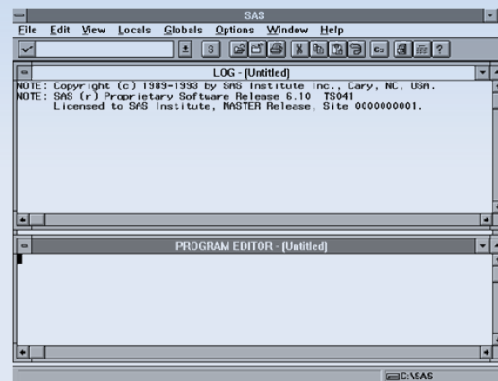 SAS
File Edit View Locals Globals Options Window Help
LOG - [Untitled]
NOTE: Copyright (c) 1989-1993 by SAS Institute Inc., Cary, NC, USA.
NOTE: SAS (r) Proprietary Software Release 6.10 TS041
Licensed to SAS Institute, MASTER Release, Site 0000000001.
PROGRAM EDITOR - [Untitled]
C:\SAS